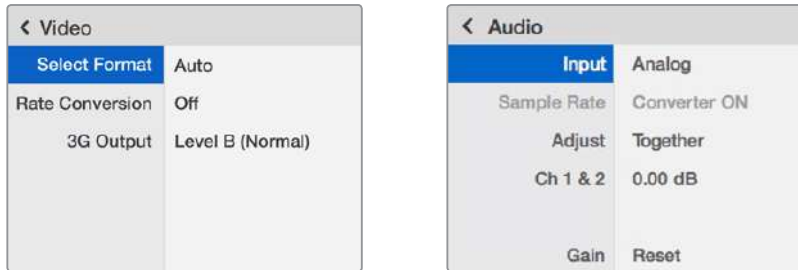 < Video
Select Format Auto
Rate Conversion Off
3G Output Level B (Normal)
< Audio
Input Analog
Sample Rate Converter ON
Adjust Together
Ch 1 & 2 0.00 dB
Gain Reset